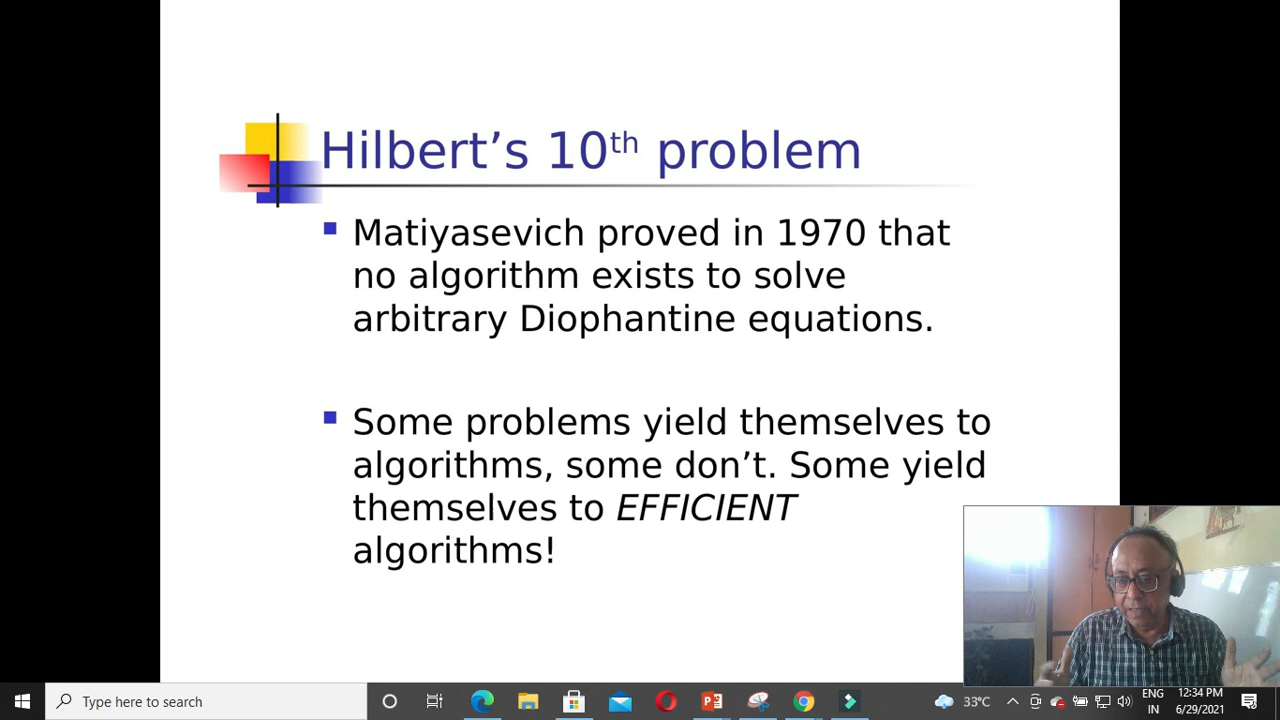 Hilbert’s 10th problem
Matiyasevich proved in 1970 that
no algorithm exists to solve
arbitrary Diophantine equations.
Some problems yield themselves to
algorithms, some don’t. Some yield
themselves to EFFICIENT
algorithms!
Type here to search
33°C
ENG
IN
12:34 PM
6/29/2021
2